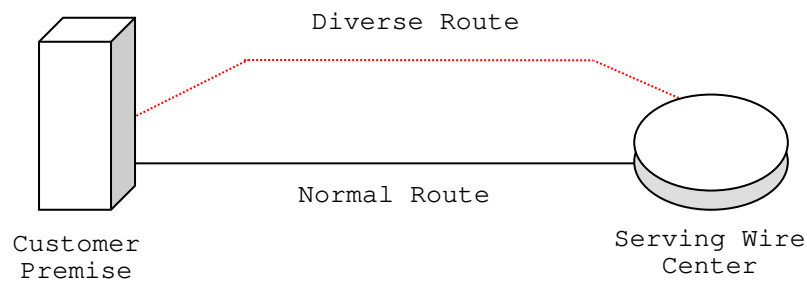 Diverse Route
Normal Route
Customer
Premise
Serving Wire
Center